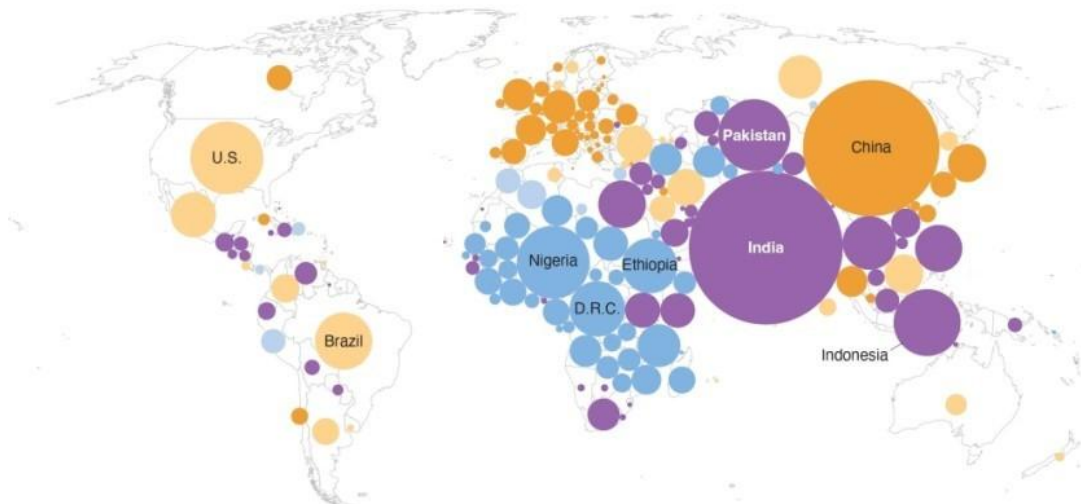 Pakistan
U.S.
China
India
Nigeria
Ethiopia
D.R.C.
Brazil
Indonesia